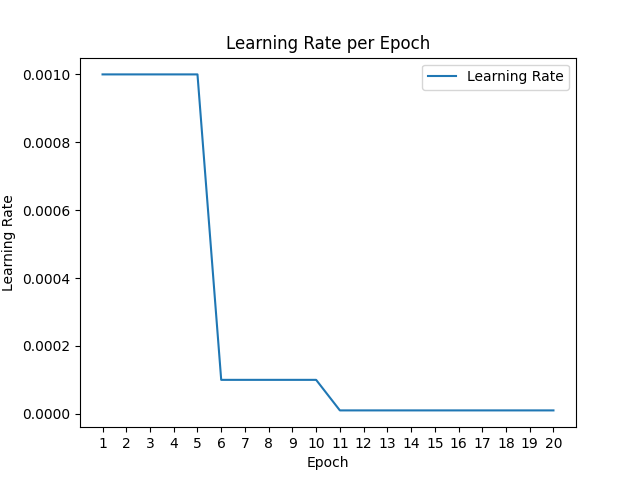 Learning Rate per Epoch
Learning Rate
0.0010
0.0008
0.0006
0.0004
0.0002
0.0000
Learning Rate
1 2 3 4 5 6 7 8 9 10 11 12 13 14 15 16 17 18 19 20
Epoch